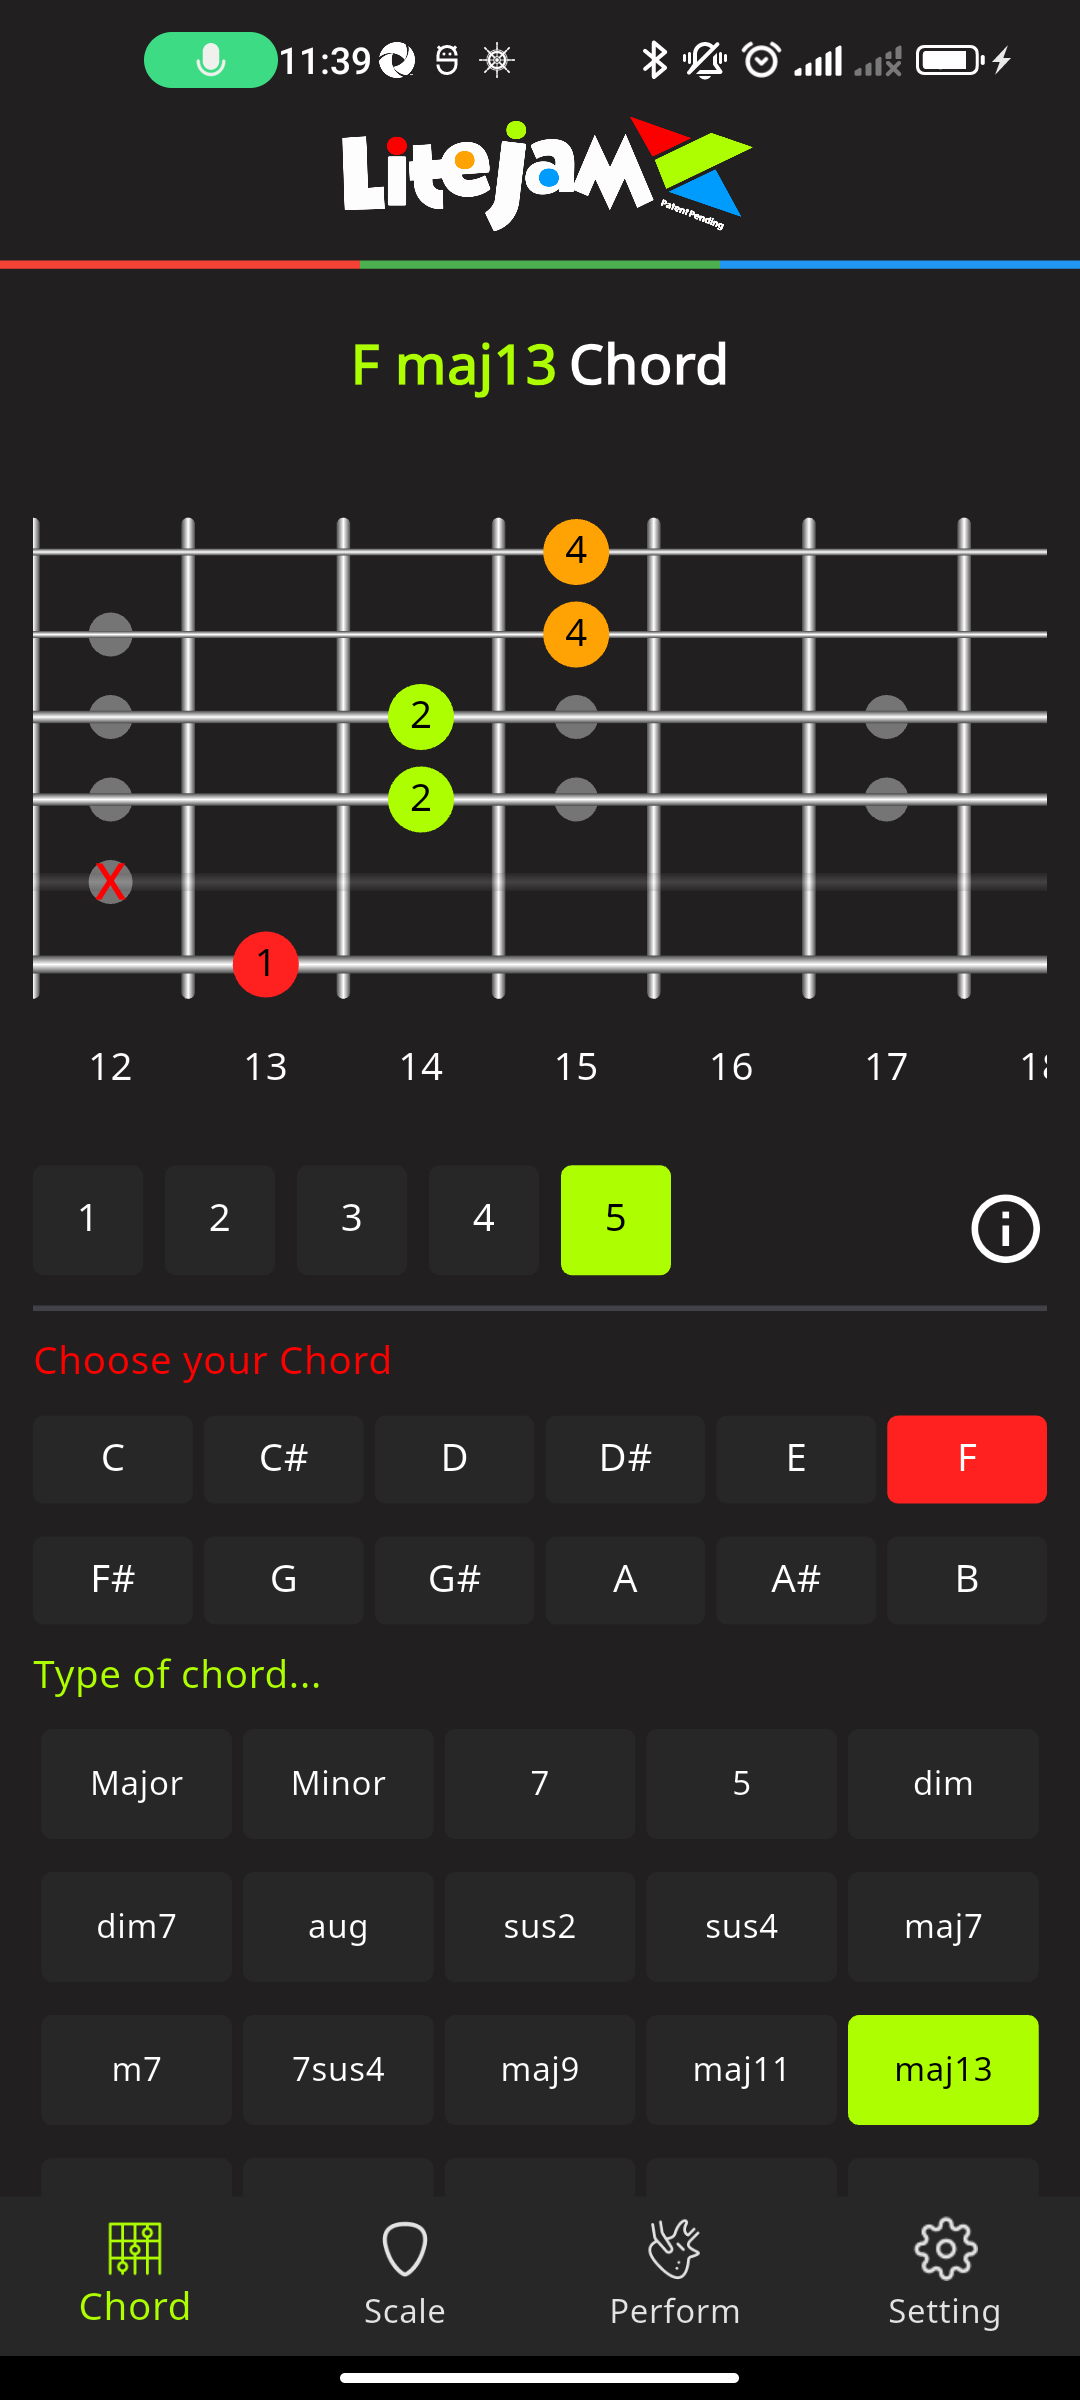 11:39
Litejam
Patent Pending
F maj13 Chord
4
4
2
2
X
1
12 13 14 15 16 17
1 2 3 4 5
Choose your Chord
C C# D D# E F
F# G G# A A# B
Type of chord...
Major Minor 7 5 dim
dim7 aug sus2 sus4 maj7
m7 7sus4 maj9 maj11 maj13
Chord Scale Perform Setting